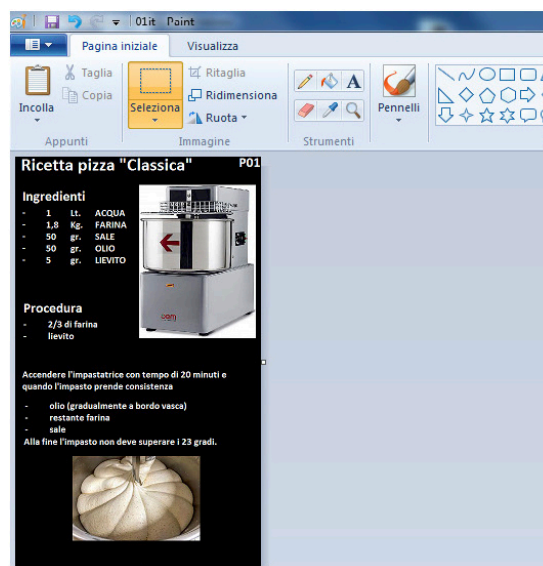 01it - Paint
Pagina iniziale
Visualizza
Incolla
Taglia
Copia
Appunti
Seleziona
Ritaglia
Ridimensiona
Ruota
Immagine
A
Strumenti
Pennelli
Ricetta pizza "Classica" P01
Ingredienti
- 1 Lt. ACQUA
- 1,8 Kg. FARINA
- 50 gr. SALE
- 50 gr. OLIO
- 5 gr. LIEVITO
Procedura
- 2/3 di farina
- lievito
Accendere l'impastatrice con tempo di 20 minuti e
quando l'impasto prende consistenza
- olio (gradualmente a bordo vasca)
- restante farina
- sale
Alla fine l'impasto non deve superare i 23 gradi.